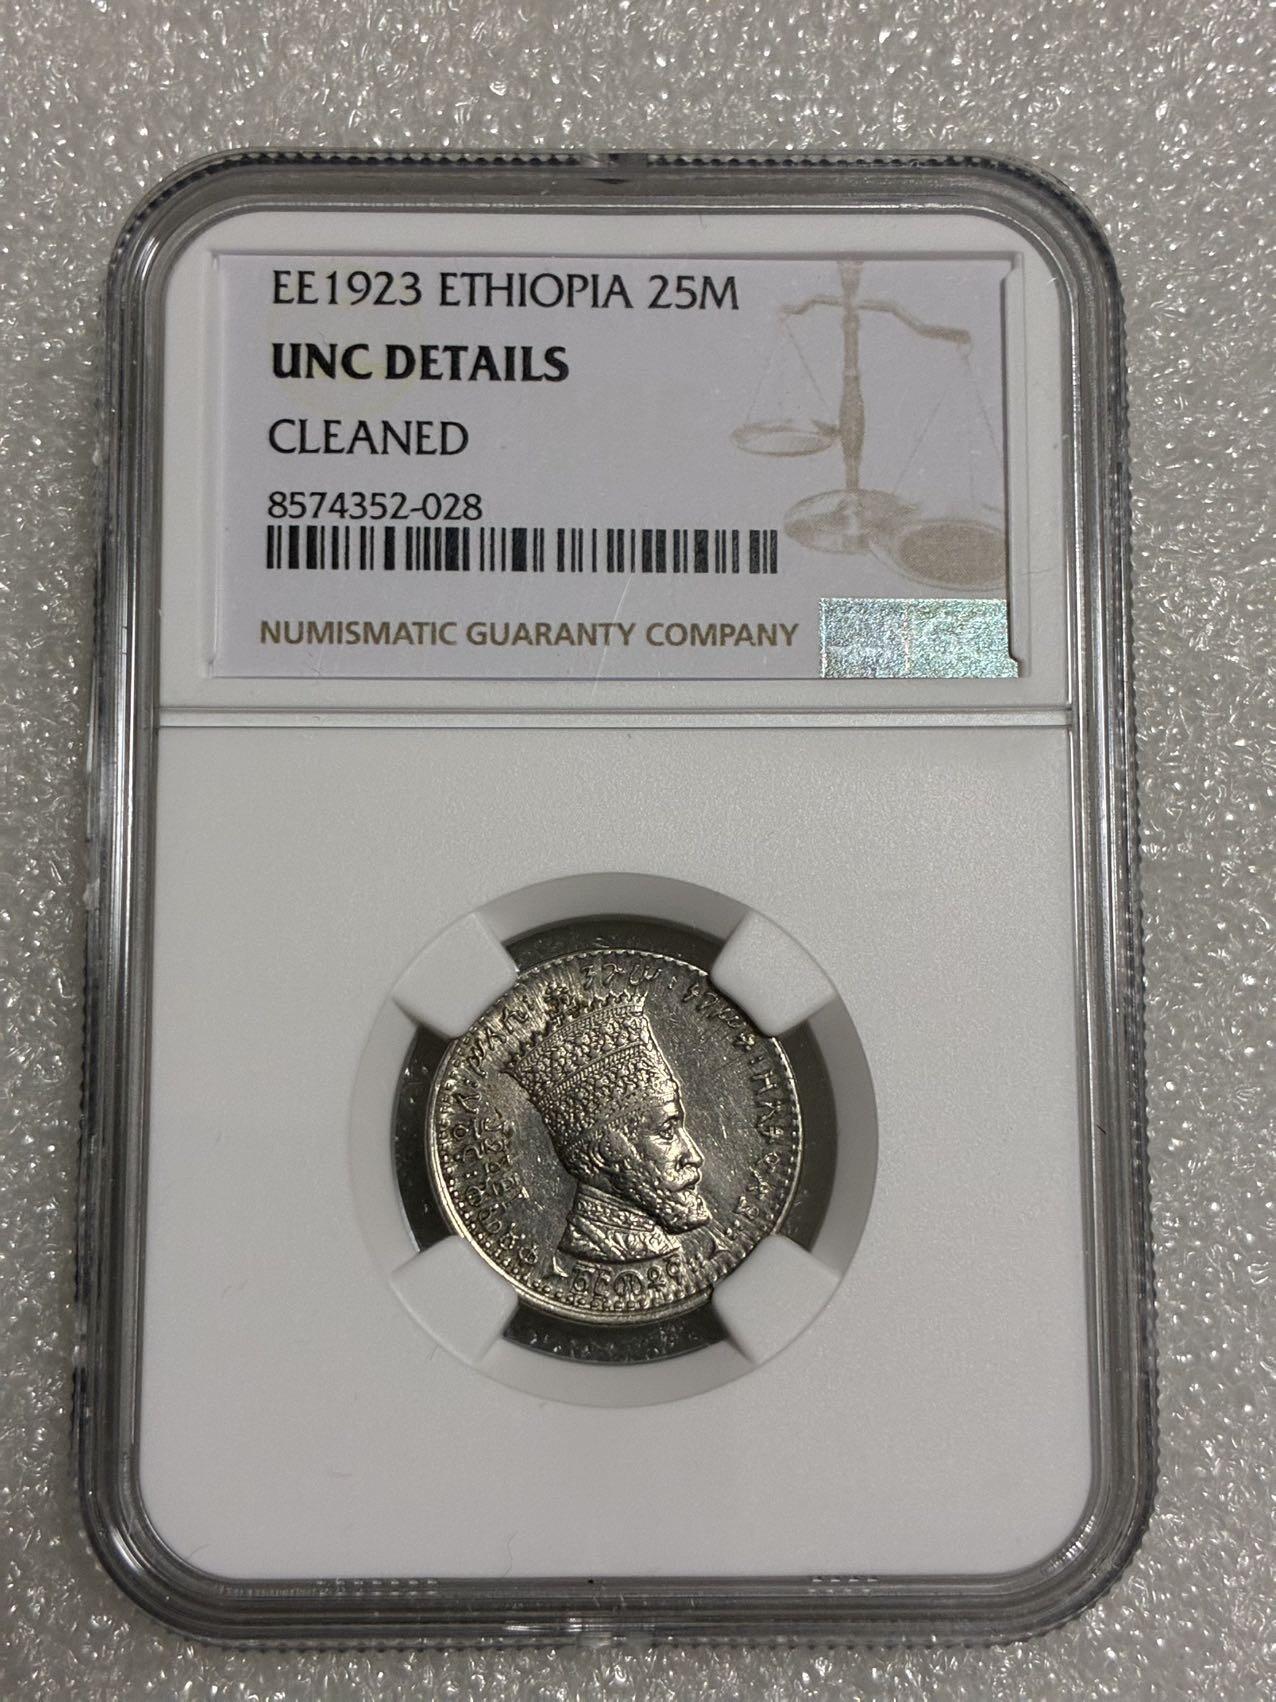 EE1923 ETHIOPIA 25M
UNC DETAILS
CLEANED
8574352-028
NUMISMATIC GUARANTY COMPANY